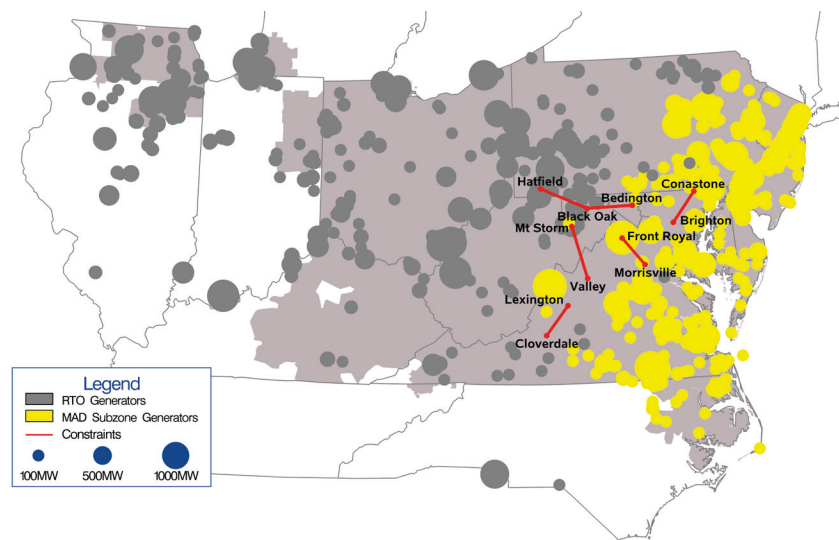 Hatfield
Bedington
Conastone
Black Oak
Mt Storm
Brighton
Front Royal
Morrisville
Valley
Lexington
Cloverdale
Legend
RTO Generators
MAD Subzone Generators
Constraints
100MW
500MW
1000MW